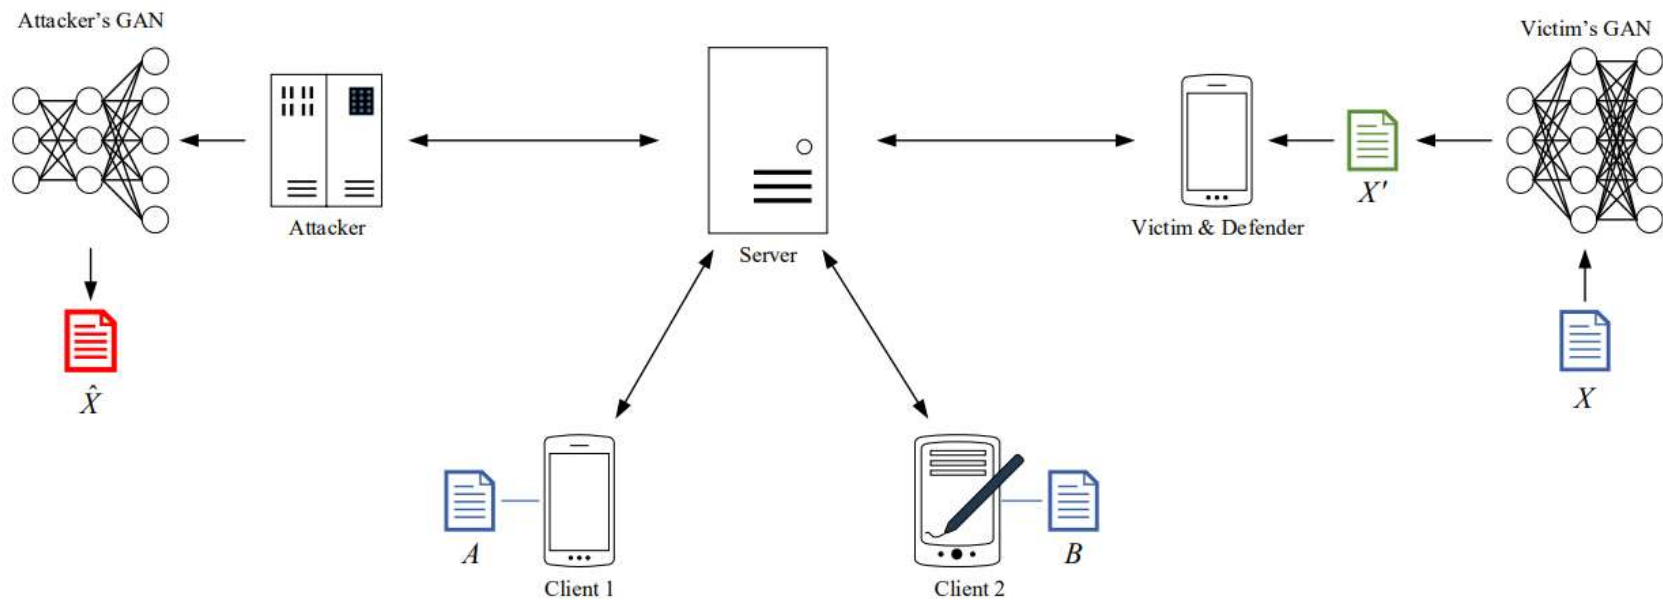 Attacker's GAN
Victim's GAN
Attacker
Server
Victim & Defender
X'
X̂
X
A
B
Client 1
Client 2